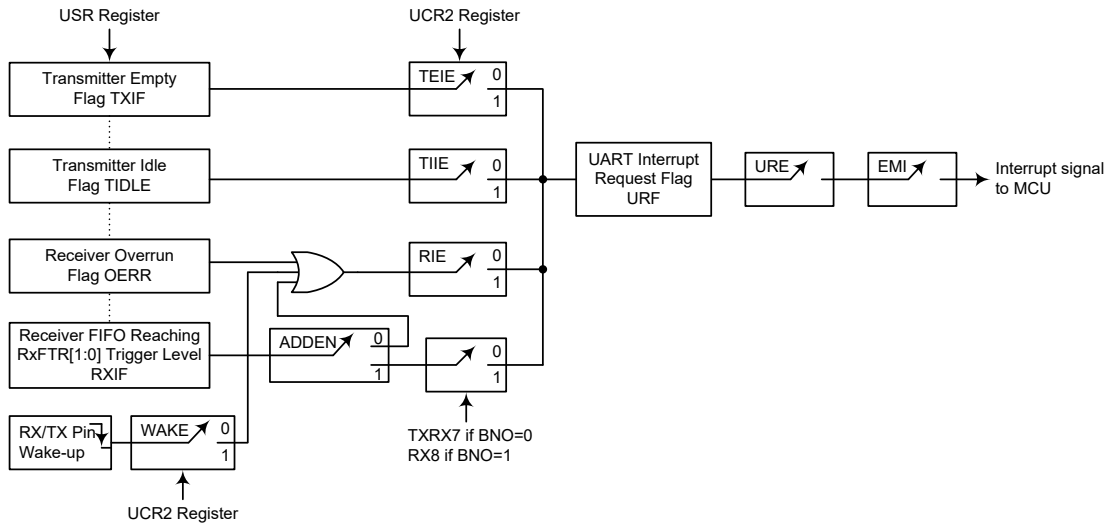 USR Register
UCR2 Register
Transmitter Empty
Flag TXIF
TEIE
0
1
Transmitter Idle
Flag TIDLE
TIIE
0
1
UART Interrupt
Request Flag
URF
URE
EMI
Interrupt signal
to MCU
Receiver Overrun
Flag OERR
RIE
0
1
Receiver FIFO Reaching
RxFTR[1:0] Trigger Level
RXIF
ADDEN
0
1
0
1
RX/TX Pin
Wake-up
WAKE
0
1
TXRX7 if BNO=0
RX8 if BNO=1
UCR2 Register